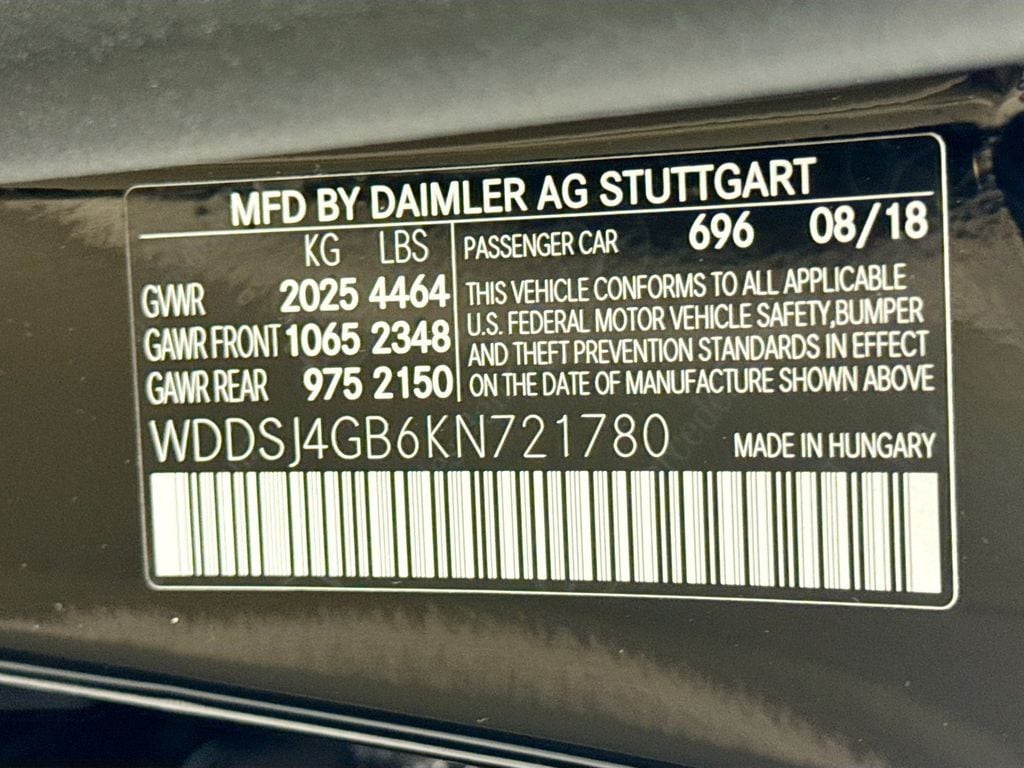 MFD BY DAIMLER AG STUTTGART
KG LBS
GVWR 2025 4464
GAWR FRONT 1065 2348
GAWR REAR 975 2150
PASSENGER CAR 696 08/18
THIS VEHICLE CONFORMS TO ALL APPLICABLE
U.S. FEDERAL MOTOR VEHICLE SAFETY,BUMPER
AND THEFT PREVENTION STANDARDS IN EFFECT
ON THE DATE OF MANUFACTURE SHOWN ABOVE
WDDSJ4GB6KN721780 MADE IN HUNGARY